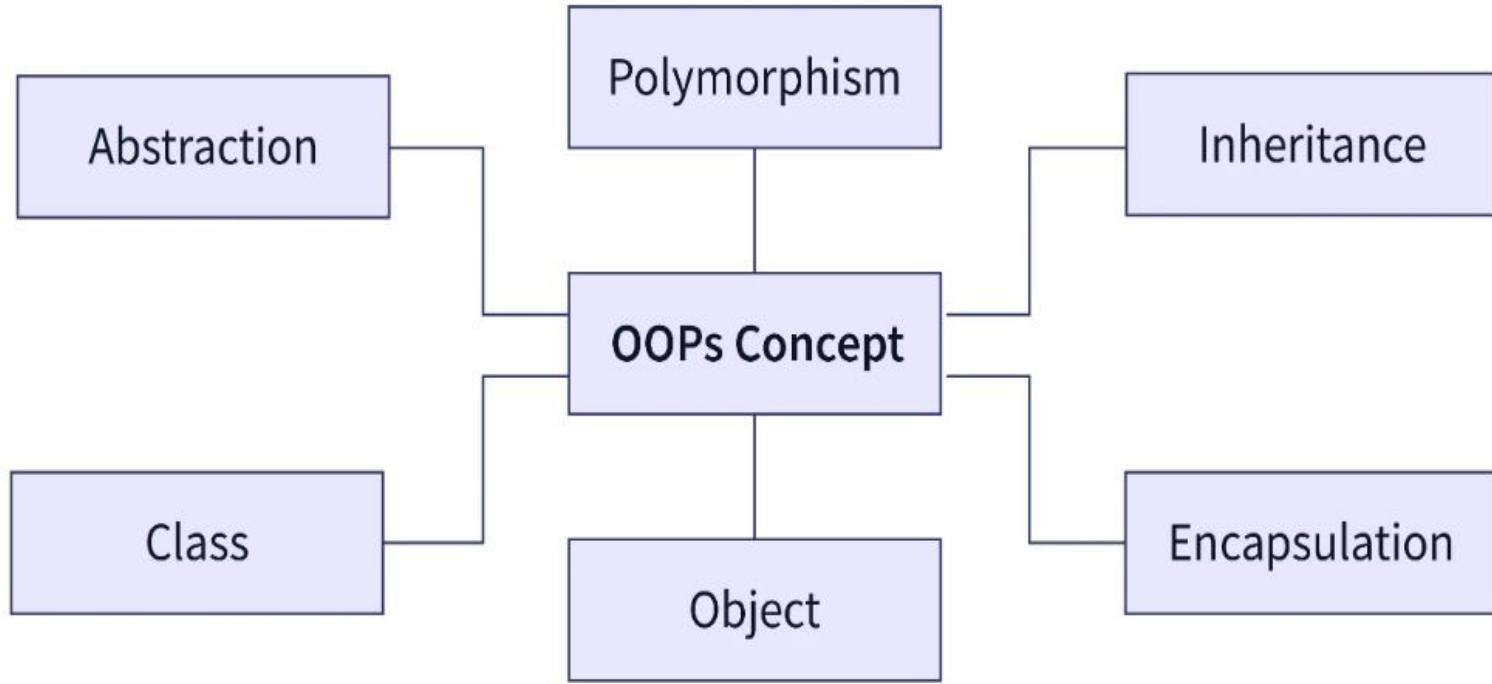 Polymorphism
Abstraction
Inheritance
OOPs Concept
Class
Encapsulation
Object